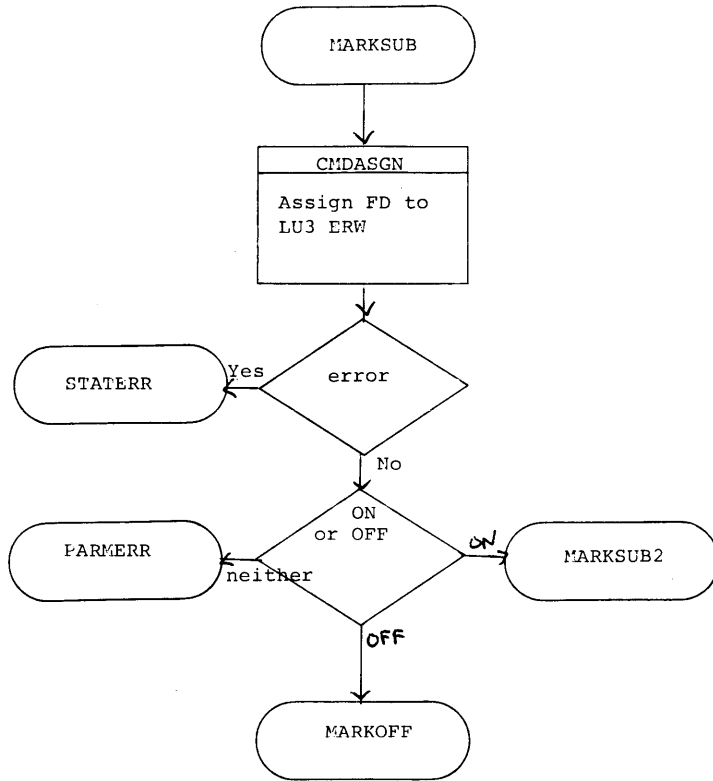 MARKSUB
CMDASGN
Assign FD to
LU3 ERW
error
Yes
STATERR
No
ON
or OFF
PARMERR
neither
ON
MARKSUB2
OFF
MARKOFF